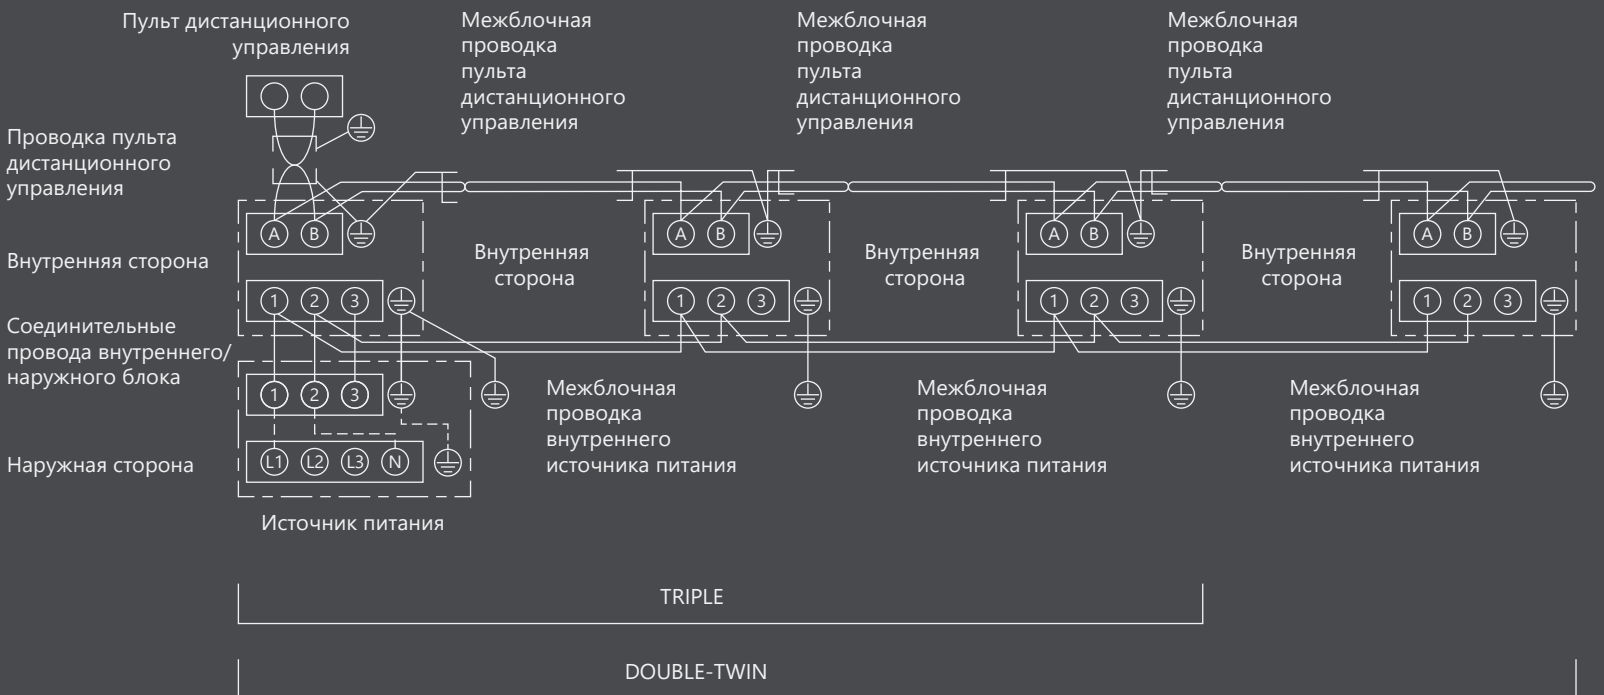 Пульт дистанционного
управления
Межблочная
проводка
пульта
дистанционного
управления
Межблочная
проводка
пульта
дистанционного
управления
Межблочная
проводка
пульта
дистанционного
управления
Проводка пульта
дистанционного
управления
A B
A B
A B
A B
Внутренняя сторона
Внутренняя
сторона
Внутренняя
сторона
Внутренняя
сторона
1 2 3
1 2 3
1 2 3
1 2 3
Соединительные
провода внутреннего/
наружного блока
1 2 3
Межблочная
проводка
внутреннего
источника питания
Межблочная
проводка
внутреннего
источника питания
Межблочная
проводка
внутреннего
источника питания
Наружная сторона
L1 L2 L3 N
Источник питания
TRIPLE
DOUBLE-TWIN